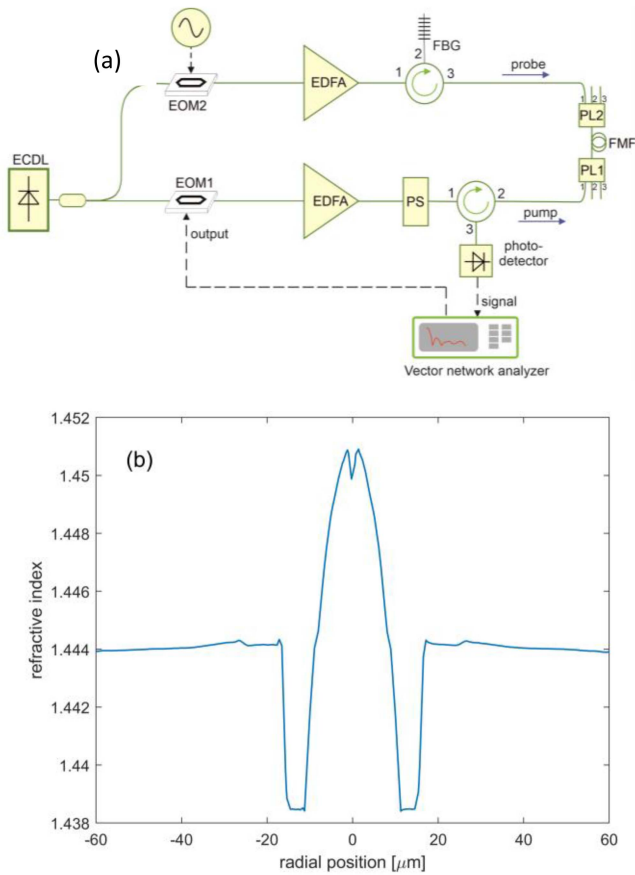 (a)
FBG
2
1
3
EDFA
EOM2
probe
1 2 3
PL2
FMF
PL1
1 2 3
ECDL
EOM1
EDFA
PS
1
2
3
pump
output
photo-
detector
signal
Vector network analyzer
(b)
1.452
1.45
1.448
1.446
1.444
1.442
1.44
1.438
refractive index
-60
-40
-20
0
20
40
60
radial position [μm]